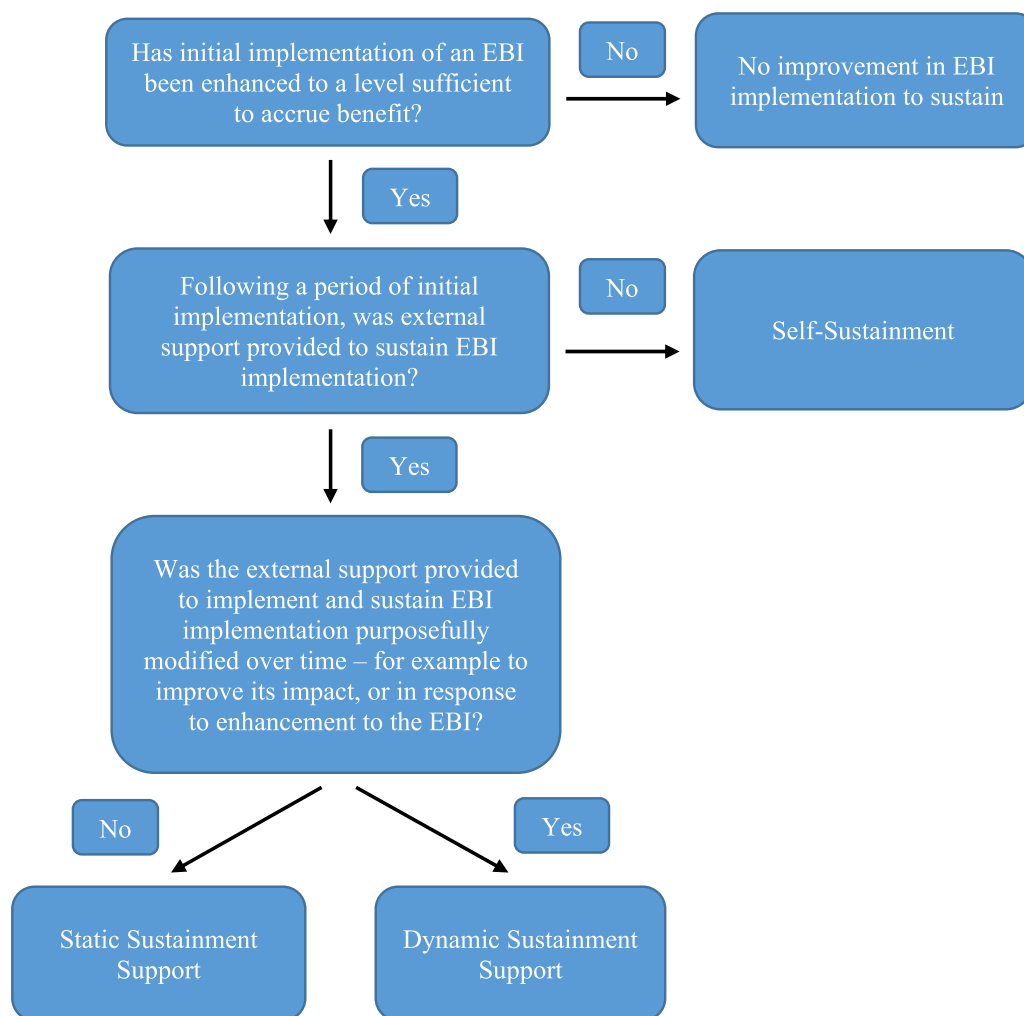 Has initial implementation of an EBI
been enhanced to a level sufficient
to accrue benefit?
No
No improvement in EBI
implementation to sustain
Yes
Following a period of initial
implementation, was external
support provided to sustain EBI
implementation?
No
Self-Sustainment
Yes
Was the external support provided
to implement and sustain EBI
implementation purposefully
modified over time – for example to
improve its impact, or in response
to enhancement to the EBI?
No
Yes
Static Sustainment
Support
Dynamic Sustainment
Support